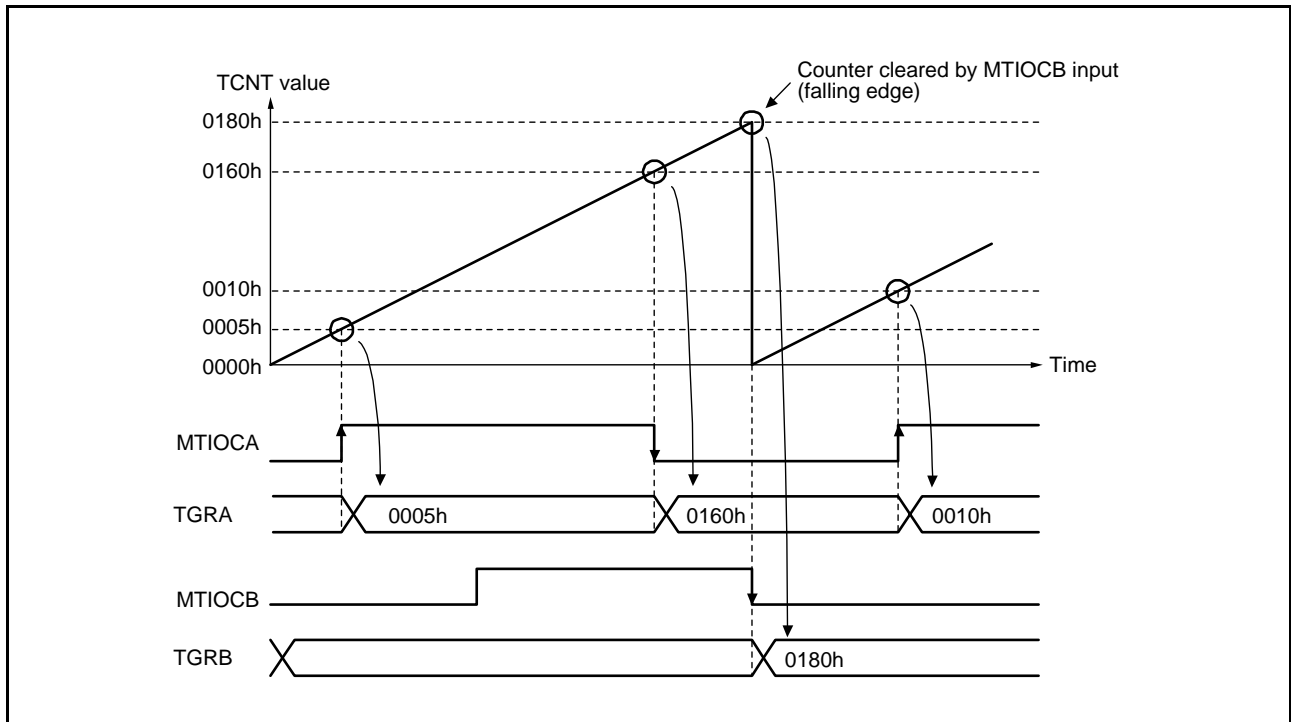 Counter cleared by MTIOCB input
(falling edge)
TCNT value
0180h
0160h
0010h
0005h
0000h
Time
MTIOCA
TGRA
0005h
0160h
0010h
MTIOCB
TGRB
0180h